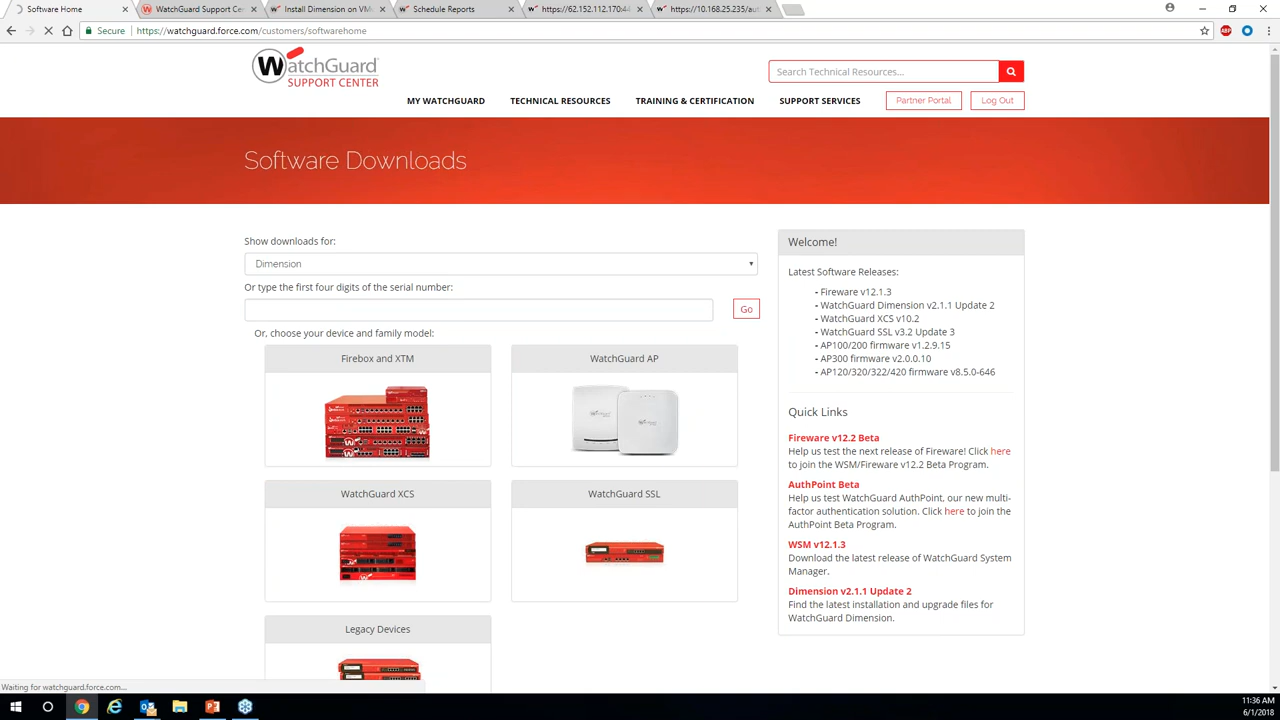 Software Home
WatchGuard Support Cen
Install Dimension on VM
Schedule Reports
https://62.152.112.170:44
https://10.168.25.235/aut
Secure
https://watchguard.force.com/customers/softwarehome
ABP
WatchGuard
SUPPORT CENTER
Search Technical Resources...
MY WATCHGUARD
TECHNICAL RESOURCES
TRAINING & CERTIFICATION
SUPPORT SERVICES
Partner Portal
Log Out
Software Downloads
Show downloads for:
Dimension
Or type the first four digits of the serial number:
Go
Or, choose your device and family model:
Firebox and XTM
WatchGuard AP
WatchGuard XCS
WatchGuard SSL
Legacy Devices
Welcome!
Latest Software Releases:
- Fireware v12.1.3
- WatchGuard Dimension v2.1.1 Update 2
- WatchGuard XCS v10.2
- WatchGuard SSL v3.2 Update 3
- AP100/200 firmware v1.2.9.15
- AP300 firmware v2.0.0.10
- AP120/320/322/420 firmware v8.5.0-646
Quick Links
Fireware v12.2 Beta
Help us test the next release of Fireware! Click here
to join the WSM/Fireware v12.2 Beta Program.
AuthPoint Beta
Help us test WatchGuard AuthPoint, our new multi-
factor authentication solution. Click here to join the
AuthPoint Beta Program.
WSM v12.1.3
Download the latest release of WatchGuard System
Manager.
Dimension v2.1.1 Update 2
Find the latest installation and upgrade files for
WatchGuard Dimension.
Waiting for watchguard.force.com...
11:36 AM
6/1/2018